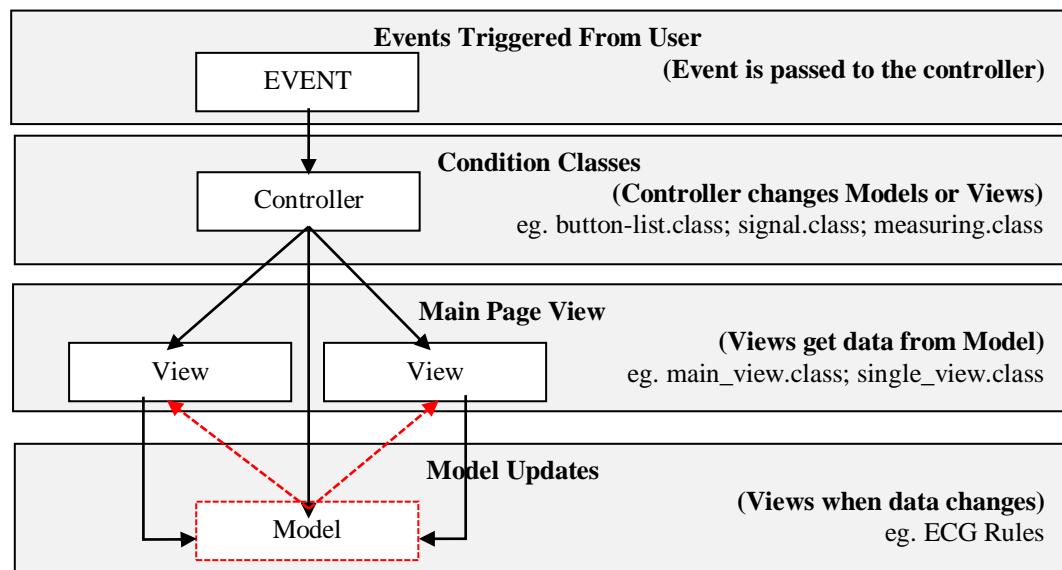 Events Triggered From User
(Event is passed to the controller)
EVENT
Condition Classes
(Controller changes Models or Views)
Controller
eg. button-list.class; signal.class; measuring.class
Main Page View
(Views get data from Model)
View
View
eg. main_view.class; single_view.class
Model Updates
(Views when data changes)
Model
eg. ECG Rules